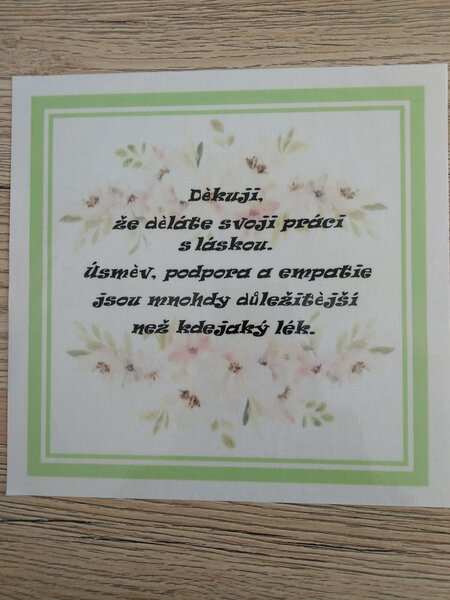 Děkuji,
že děláte svoji práci
s láskou.
Úsměv, podpora a empatie
jsou mnohdy důležitější
než kdejaký lék.